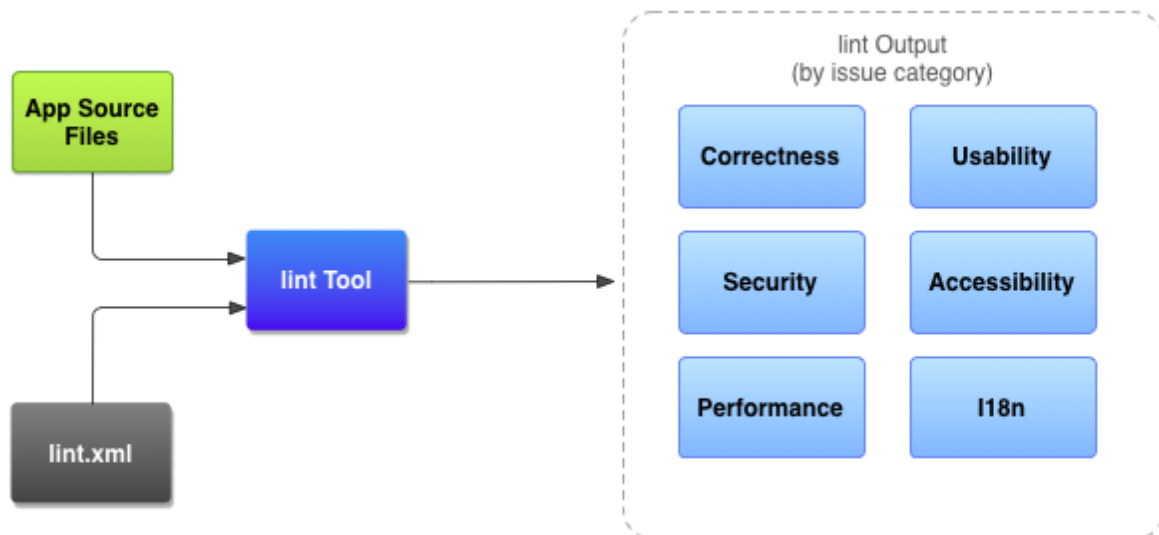 lint Output
(by issue category)
App Source
Files
Correctness
Usability
lint Tool
Security
Accessibility
Performance
I18n
lint.xml